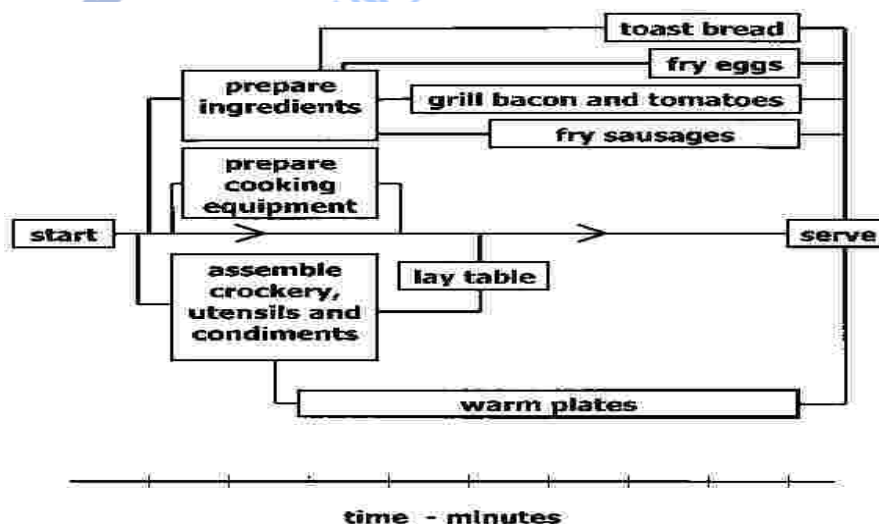 toast bread
fry eggs
prepare
ingredients
grill bacon and tomatoes
fry sausages
prepare
cooking
equipment
start
serve
assemble
crockery,
utensils and
condiments
lay table
warm plates
time - minutes